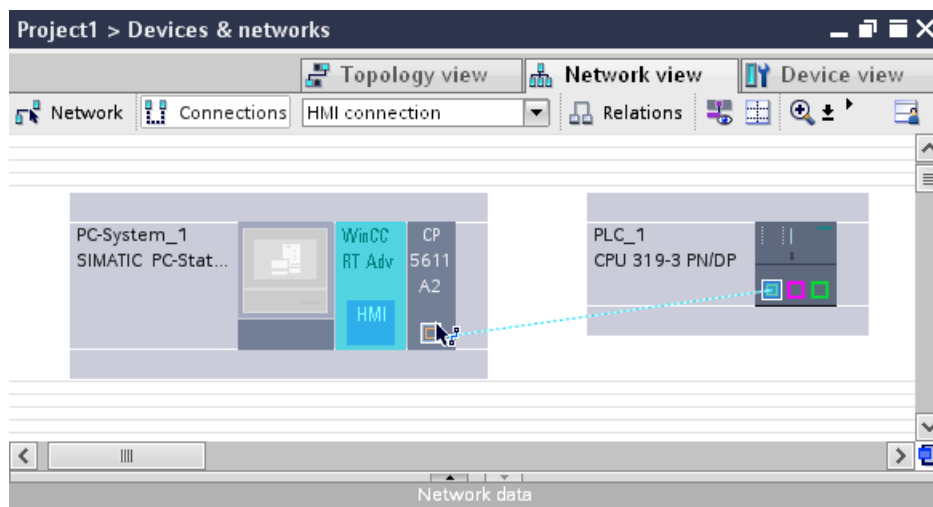 Project1 > Devices & networks
Topology view
Network view
Device view
Network
Connections
HMI connection
Relations
PC-System_1
SIMATIC PC-Stat...
WinCC
RT Adv
HMI
CP
5611
A2
PLC_1
CPU 319-3 PN/DP
Network data